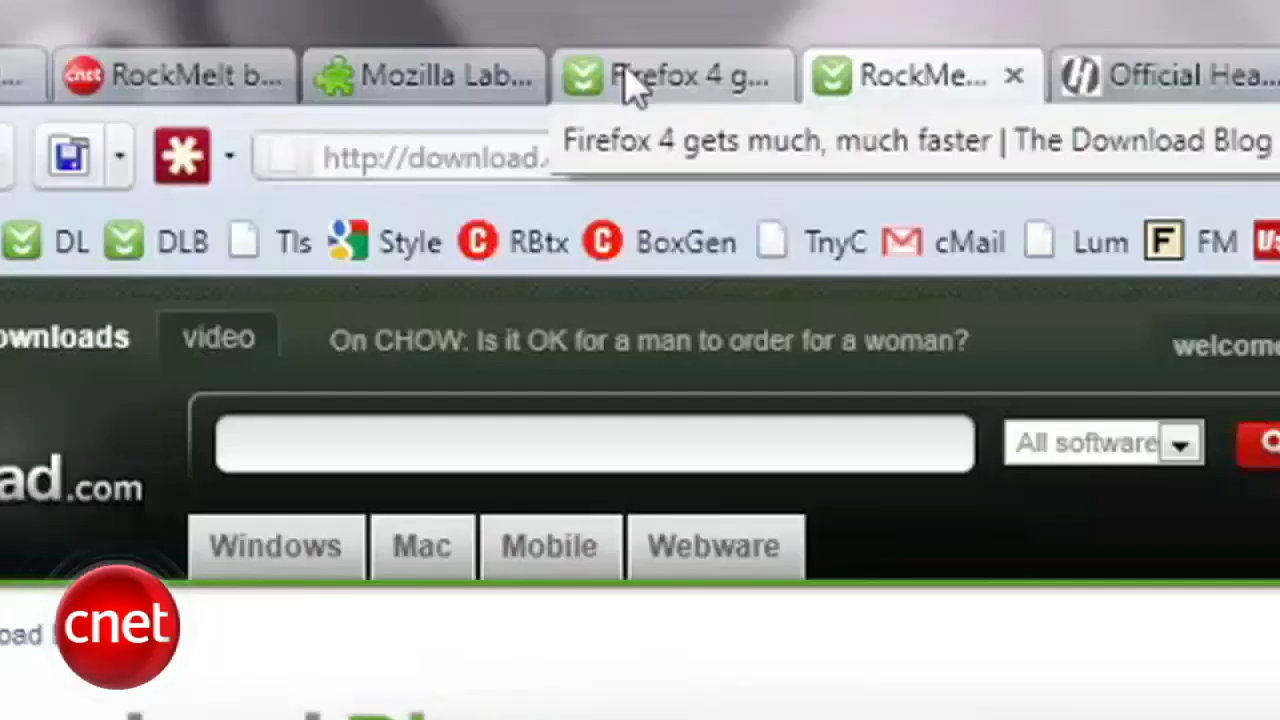 ... cnet RockMelt b... Mozilla Lab... Firefox 4 g... RockMe... Official Hea...
http://download. Firefox 4 gets much, much faster | The Download Blog
DL DLB Tls Style C RBtx C BoxGen TnyC cMail Lum F FM
ownloads video On CHOW: Is it OK for a man to order for a woman? welcome
ad.com All software
Windows Mac Mobile Webware
oad
cnet